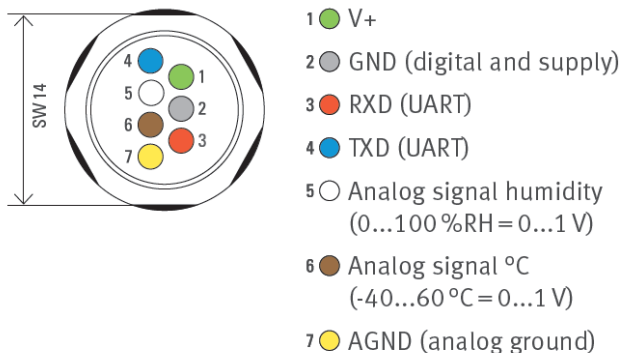 SW14
4
1
5
2
6
3
7
1 V+
2 GND (digital and supply)
3 RXD (UART)
4 TXD (UART)
5 Analog signal humidity
(0...100 %RH = 0...1 V)
6 Analog signal °C
(-40...60 °C = 0...1 V)
7 AGND (analog ground)